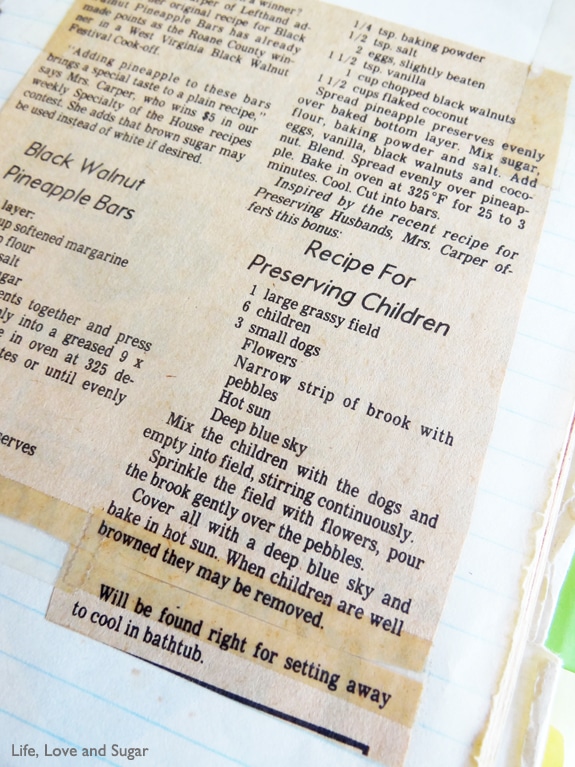 a winner?
Carper of Lefthand ad-
her original recipe for Black
Walnut Pineapple Bars has already
made points as the Roane County win-
ner in a West Virginia Black Walnut
Festival Cook-off.
"Adding pineapple to these bars
brings a special taste to a plain recipe,"
says Mrs. Carper, who wins $5 in our
weekly Specialty of the House recipes
contest. She adds that brown sugar may
be used instead of white if desired.
Black Walnut
Pineapple Bars
layer:
up softened margarine
flour
salt
gar
ents together and press
nly into a greased 9 x
e in oven at 325 de-
tes or until evenly
serves
1/4 tsp. baking powder
1/2 tsp. salt
2 eggs, slightly beaten
1 1/2 tsp. vanilla
1 cup chopped black walnuts
1 1/2 cups flaked coconut
Spread pineapple preserves evenly
over baked bottom layer. Mix sugar,
flour, baking powder and salt. Add
eggs, vanilla, black walnuts and coco-
nut. Blend. Spread evenly over pineap-
ple. Bake in oven at 325°F for 25 to 3
minutes. Cool. Cut into bars.
Inspired by the recent recipe for
Preserving Husbands, Mrs. Carper of-
fers this bonus:
Recipe For
Preserving Children
1 large grassy field
6 children
3 small dogs
Flowers
Narrow strip of brook with
pebbles
Hot sun
Deep blue sky
Mix the children with the dogs and
empty into field, stirring continuously.
Sprinkle the field with flowers, pour
the brook gently over the pebbles.
Cover all with a deep blue sky and
bake in hot sun. When children are well
browned they may be removed.
Will be found right for setting away
to cool in bathtub.
Life, Love and Sugar